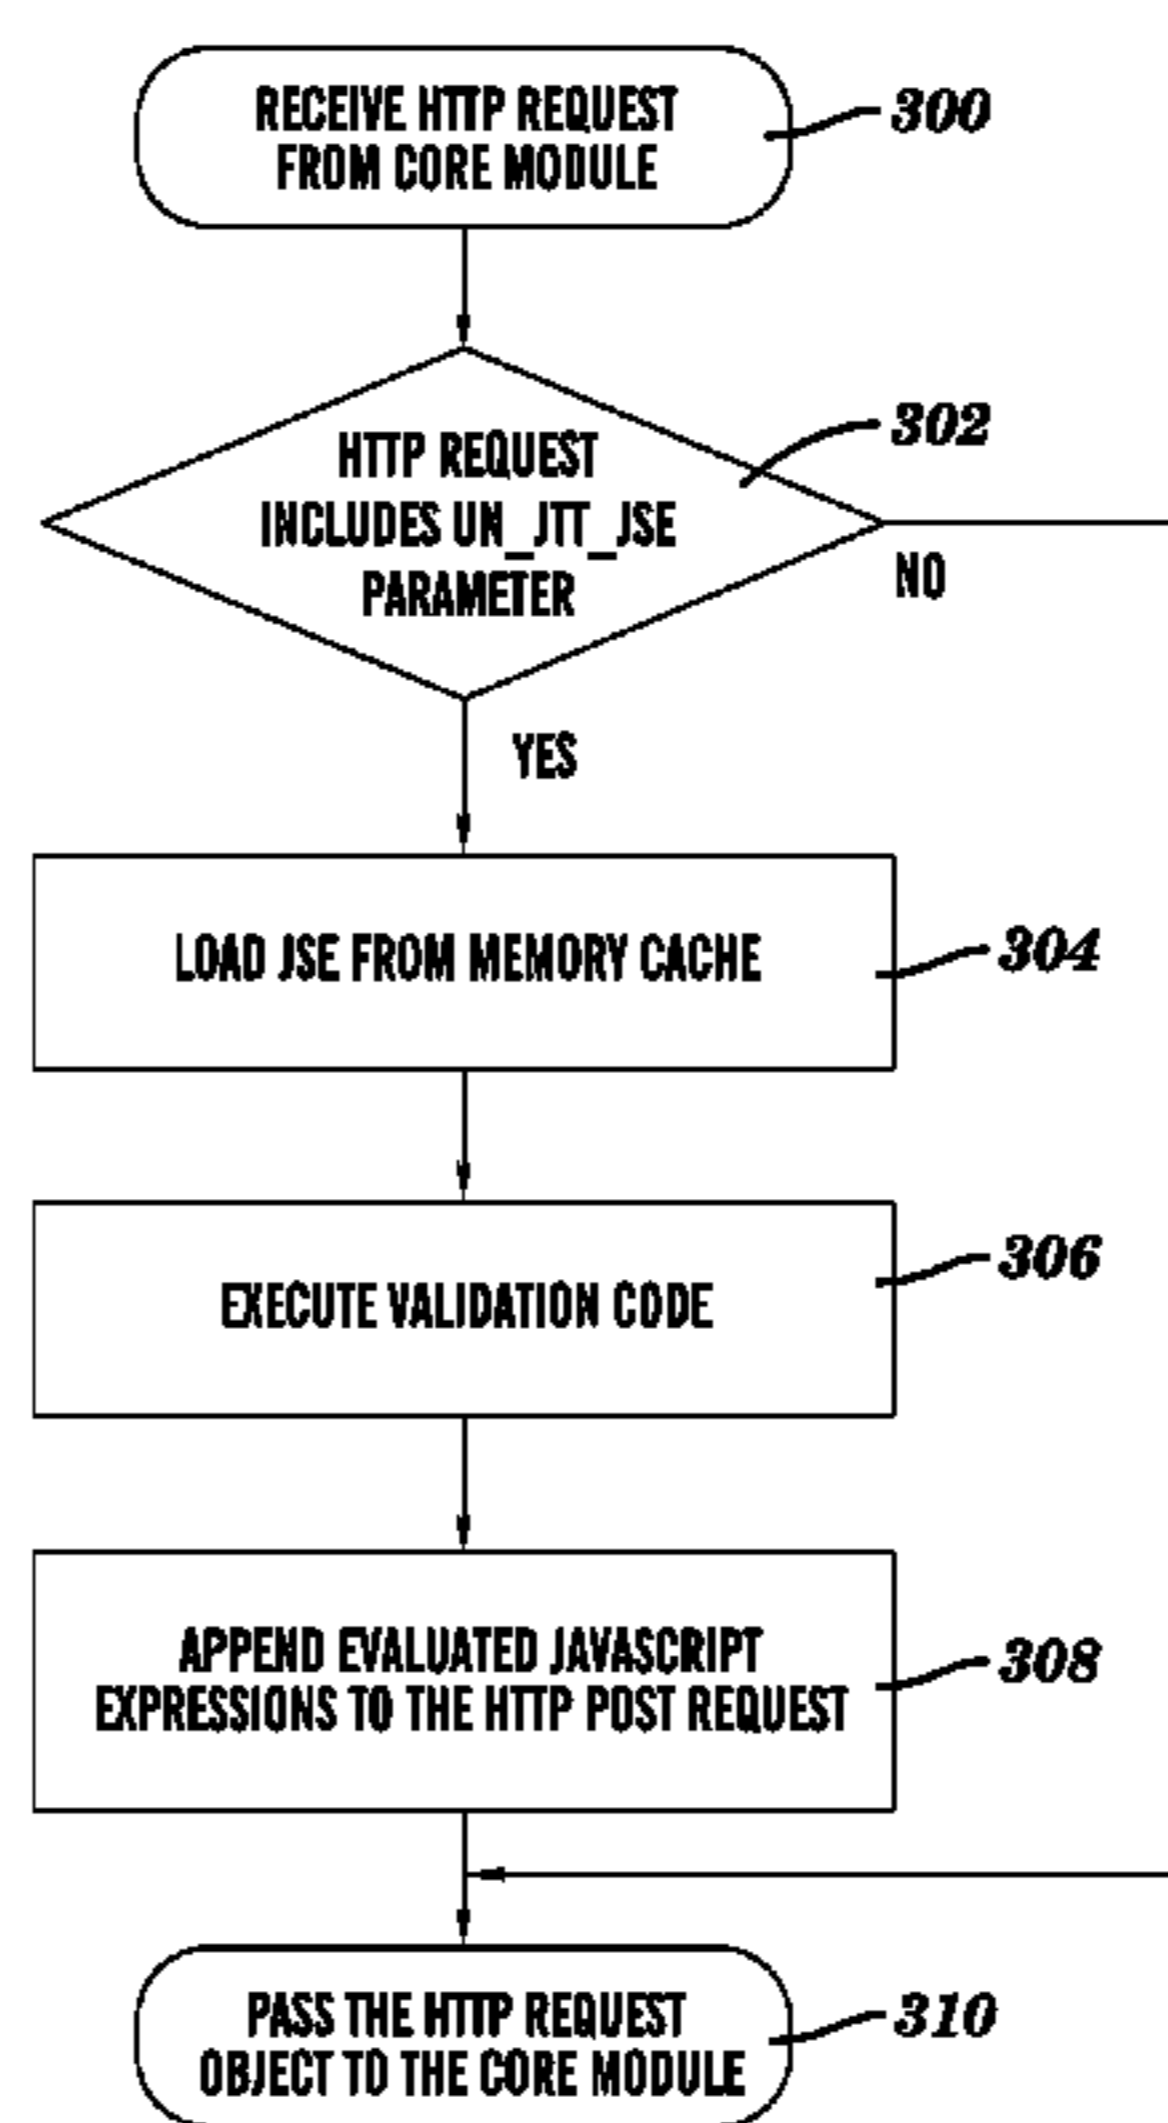 RECEIVE HTTP REQUEST
FROM CORE MODULE
300
HTTP REQUEST
INCLUDES UN_JTT_JSE
PARAMETER
302
NO
YES
LOAD JSE FROM MEMORY CACHE
304
EXECUTE VALIDATION CODE
306
APPEND EVALUATED JAVASCRIPT
EXPRESSIONS TO THE HTTP POST REQUEST
308
PASS THE HTTP REQUEST
OBJECT TO THE CORE MODULE
310